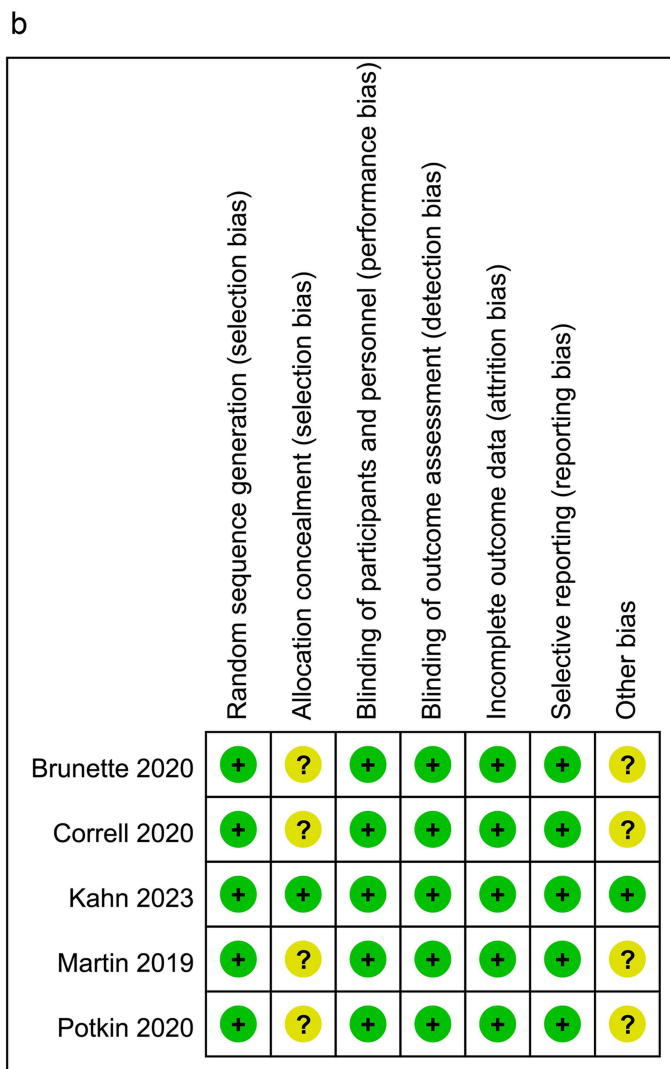 b
Random sequence generation (selection bias)
Allocation concealment (selection bias)
Blinding of participants and personnel (performance bias)
Blinding of outcome assessment (detection bias)
Incomplete outcome data (attrition bias)
Selective reporting (reporting bias)
Other bias
Brunette 2020 + ? + + + + ?
Correll 2020 + ? + + + + ?
Kahn 2023 + + + + + + +
Martin 2019 + ? + + + + ?
Potkin 2020 + ? + + + + ?